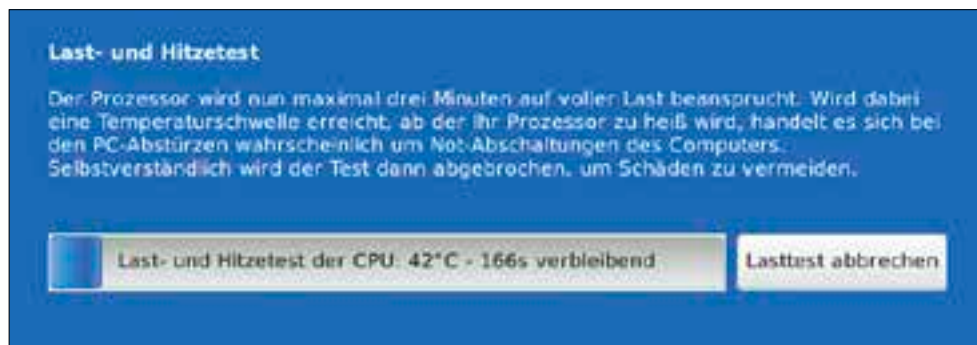 Last- und Hitzetest
Der Prozessor wird nun maximal drei Minuten auf voller Last beansprucht. Wird dabei
eine Temperaturschwelle erreicht, ab der Ihr Prozessor zu heiß wird, handelt es sich bei
den PC-Abstürzen wahrscheinlich um Not-Abschaltungen des Computers.
Selbstverständlich wird der Test dann abgebrochen, um Schäden zu vermeiden.
Last- und Hitzetest der CPU: 42°C - 166s verbleibend
Lasttest abbrechen